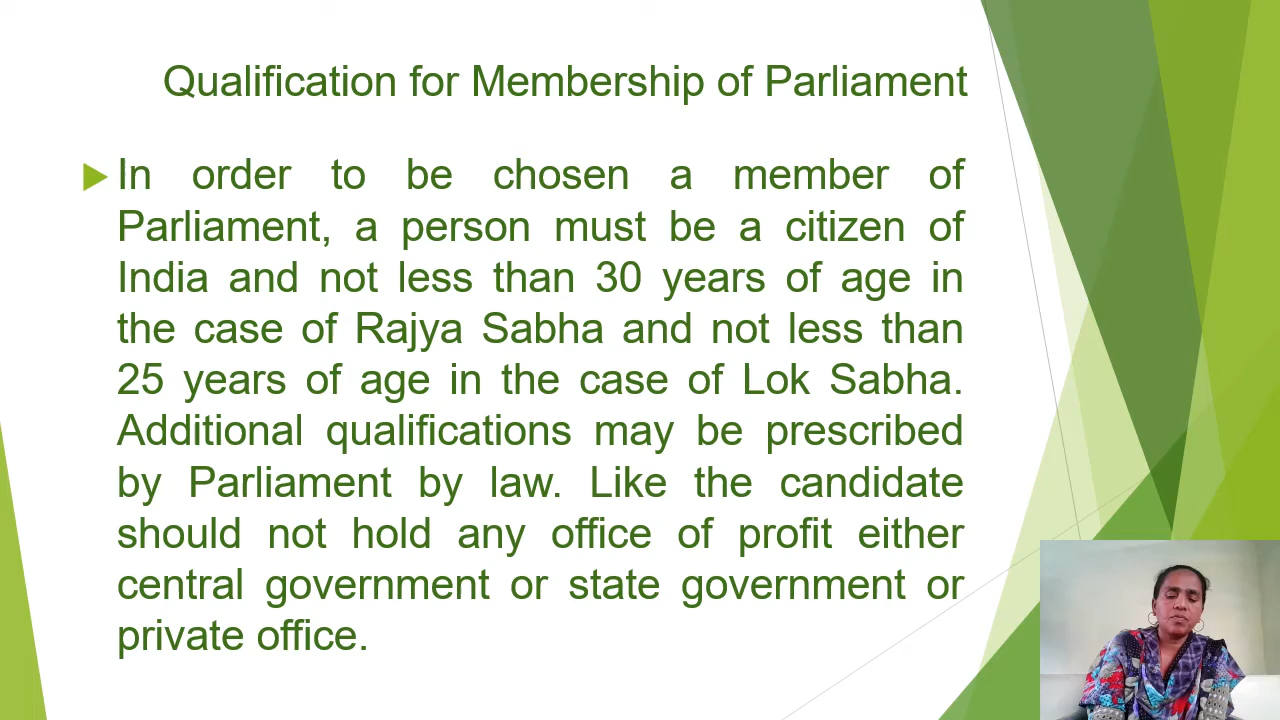 Qualification for Membership of Parliament
In order to be chosen a member of
Parliament, a person must be a citizen of
India and not less than 30 years of age in
the case of Rajya Sabha and not less than
25 years of age in the case of Lok Sabha.
Additional qualifications may be prescribed
by Parliament by law. Like the candidate
should not hold any office of profit either
central government or state government or
private office.